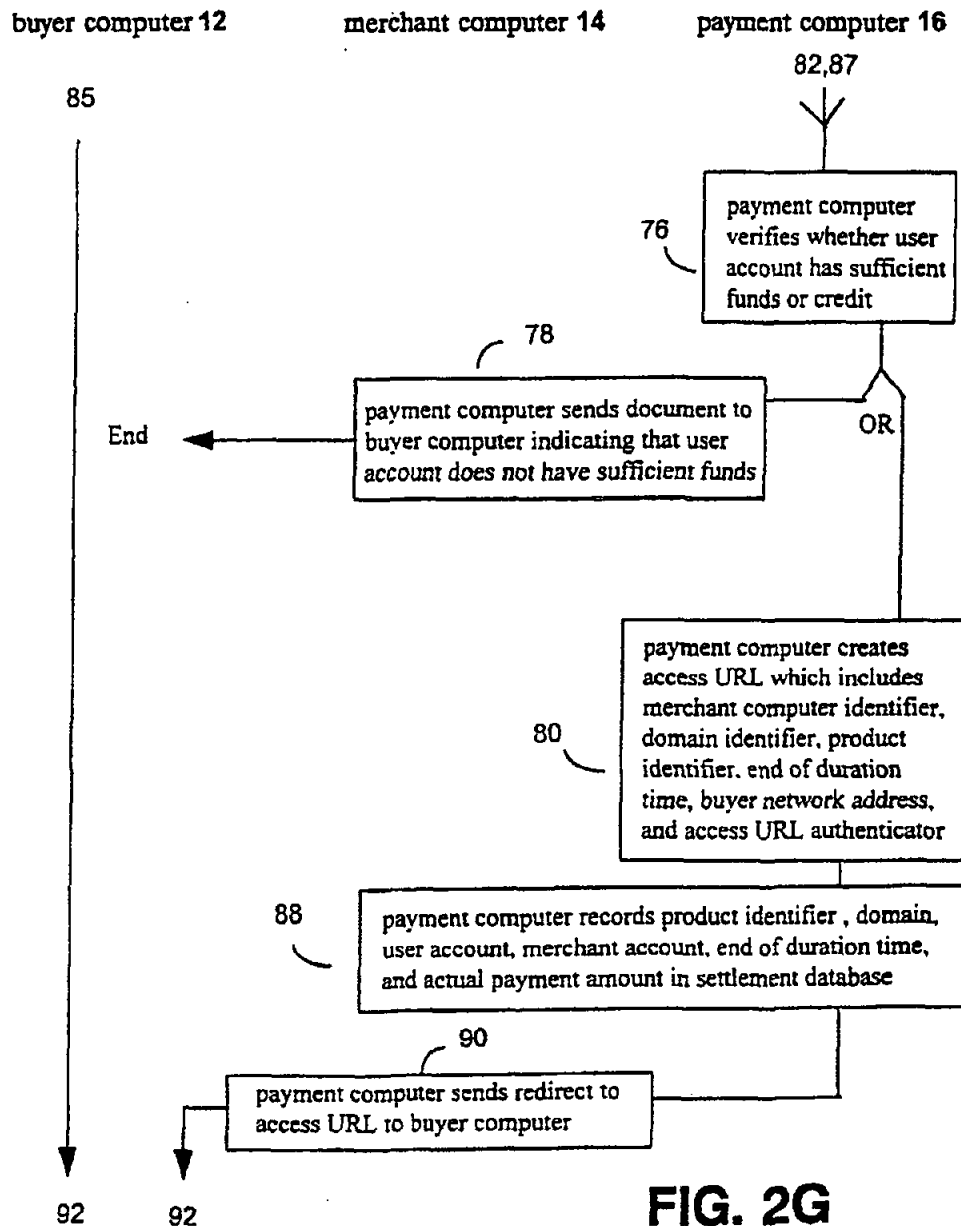 buyer computer 12 merchant computer 14 payment computer 16
82,87
85
payment computer
verifies whether user
account has sufficient
funds or credit
76
78
payment computer sends document to
buyer computer indicating that user
account does not have sufficient funds
End
OR
payment computer creates
access URL which includes
merchant computer identifier,
domain identifier, product
identifier, end of duration
time, buyer network address,
and access URL authenticator
80
88
payment computer records product identifier , domain,
user account, merchant account, end of duration time,
and actual payment amount in settlement database
90
payment computer sends redirect to
access URL to buyer computer
92 92
FIG. 2G